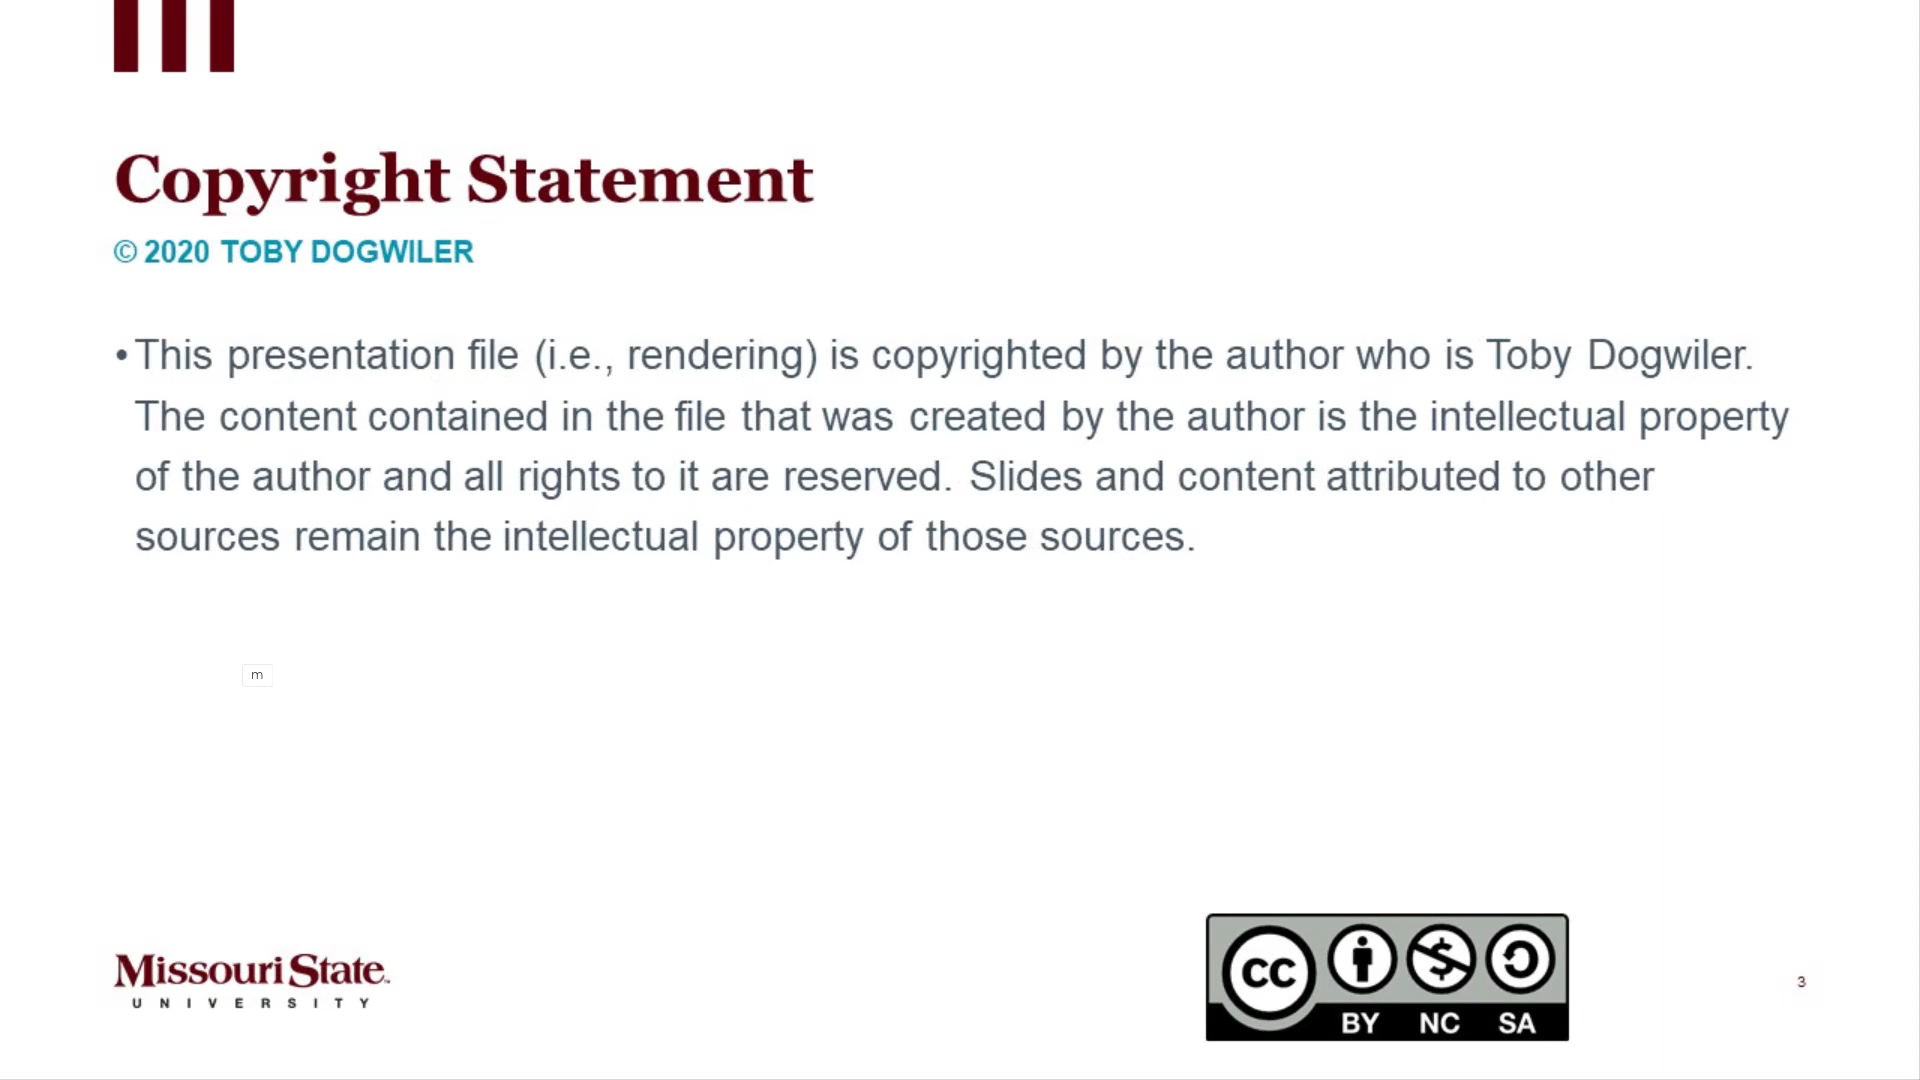 Copyright Statement
© 2020 TOBY DOGWILER
• This presentation file (i.e., rendering) is copyrighted by the author who is Toby Dogwiler.
The content contained in the file that was created by the author is the intellectual property
of the author and all rights to it are reserved. Slides and content attributed to other
sources remain the intellectual property of those sources.
m
Missouri State™
UNIVERSITY
cc
BY NC SA
3